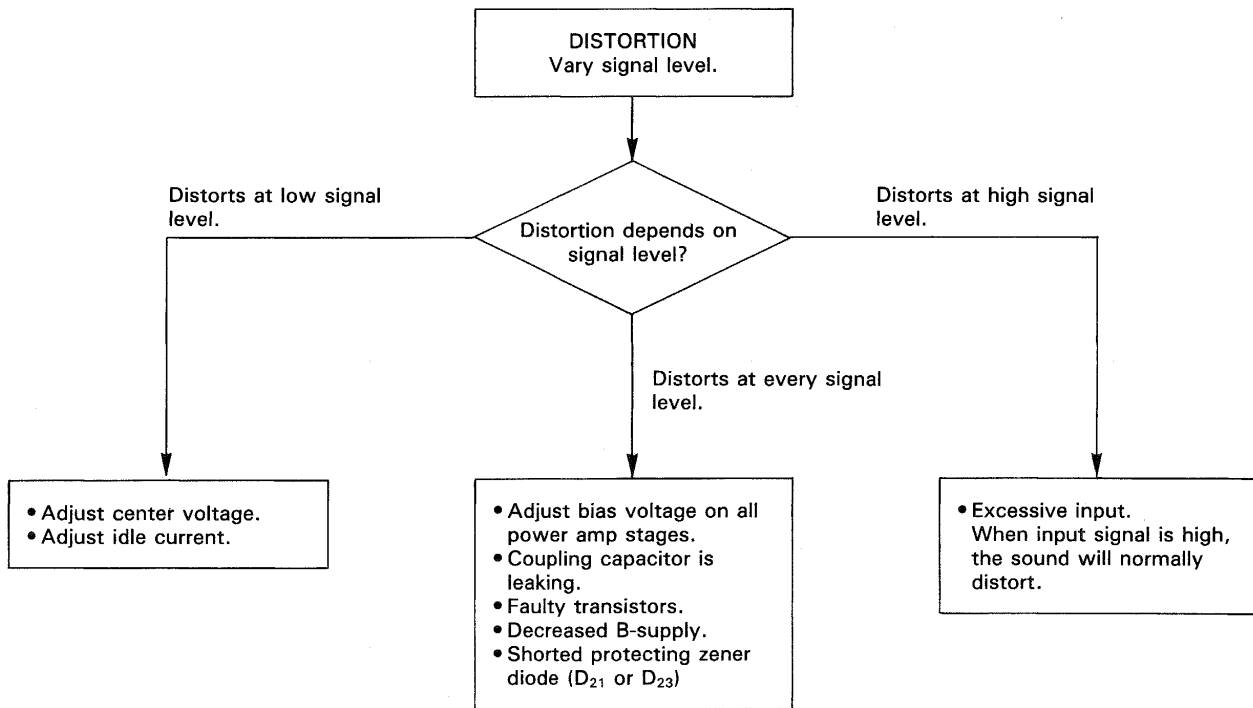 DISTORTION
Vary signal level.
Distorts at low signal
level.
Distortion depends on
signal level?
Distorts at high signal
level.
Distorts at every signal
level.
• Adjust center voltage.
• Adjust idle current.
• Adjust bias voltage on all
power amp stages.
• Coupling capacitor is
leaking.
• Faulty transistors.
• Decreased B-supply.
• Shorted protecting zener
diode (D₂₁ or D₂₃)
• Excessive input.
When input signal is high,
the sound will normally
distort.